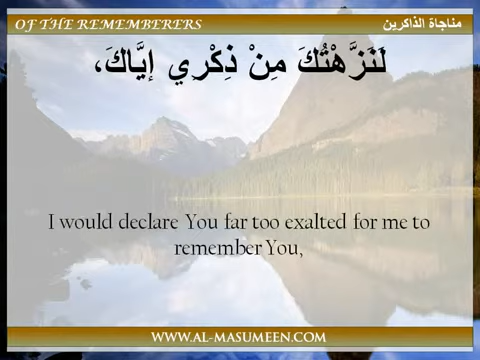 OF THE REMEMBERERS
مناجاة الذاكرين
لَنَزَّهْتُكَ مِنْ ذِكْرِي إيَّاكَ،
I would declare You far too exalted for me to
remember You,
WWW.AL-MASUMEEN.COM